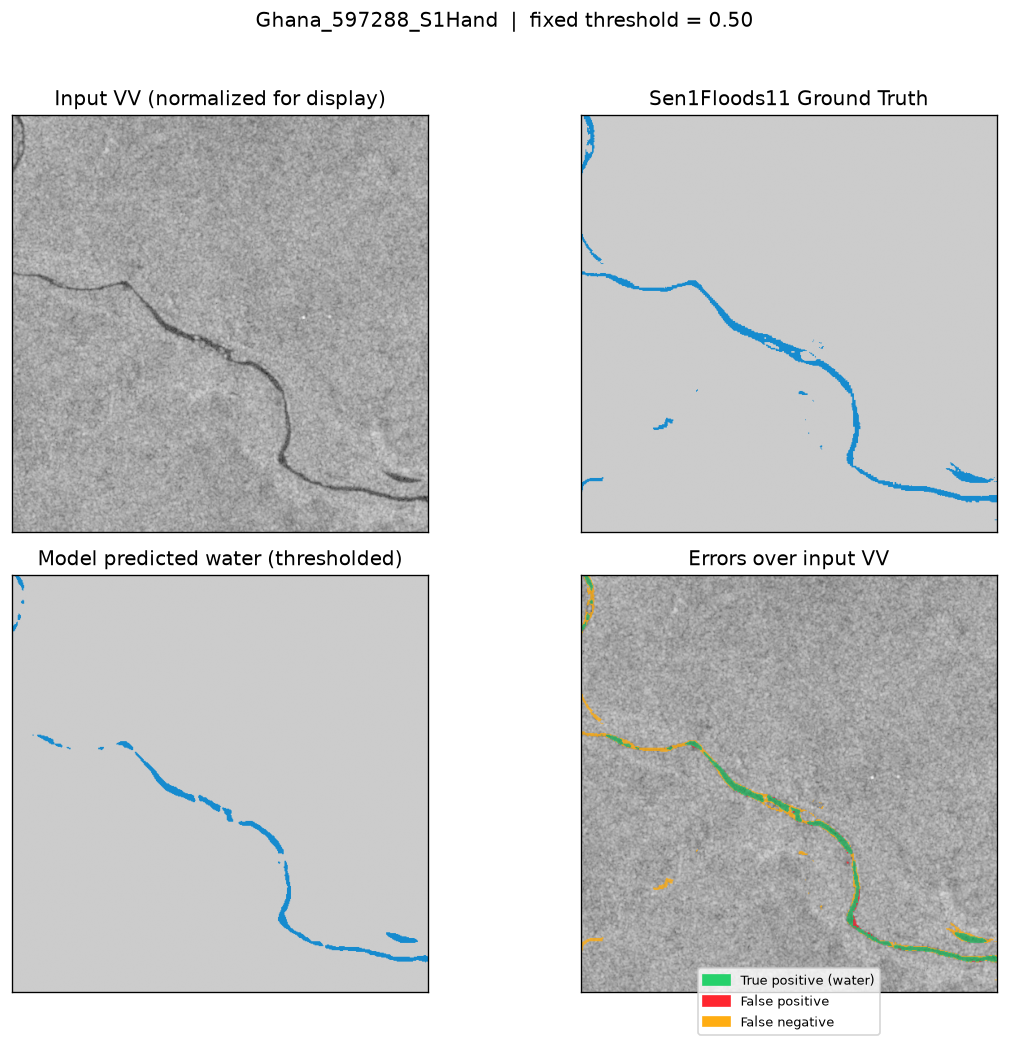 Ghana_597288_S1Hand | fixed threshold = 0.50
Input VV (normalized for display)
Sen1Floods11 Ground Truth
Model predicted water (thresholded)
Errors over input VV
True positive (water)
False positive
False negative